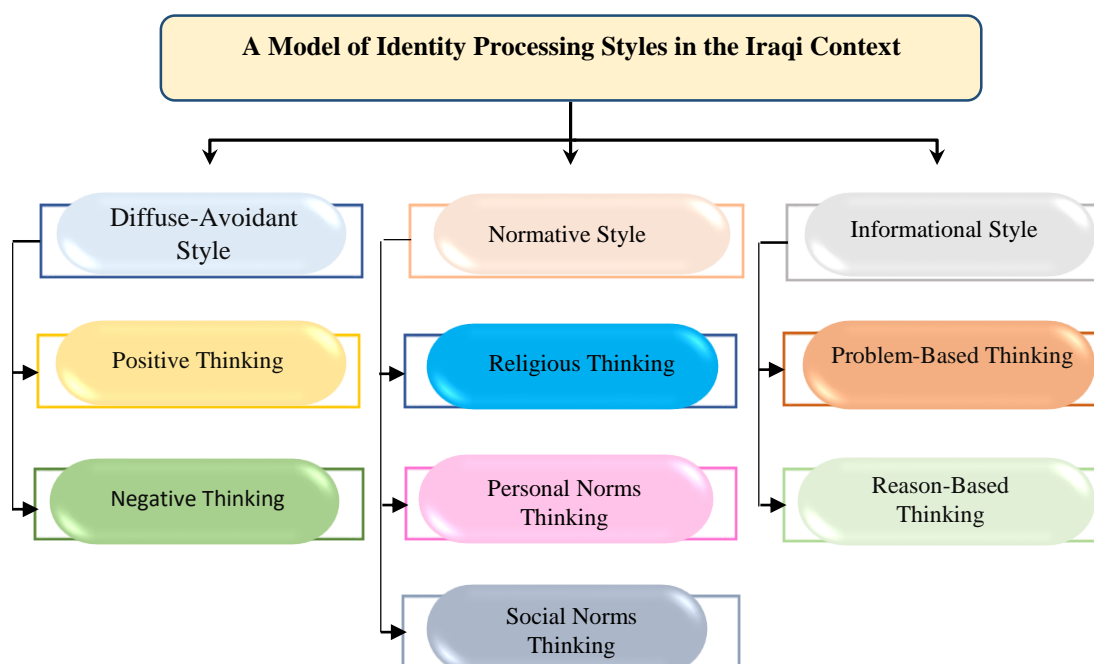 A Model of Identity Processing Styles in the Iraqi Context
Diffuse-Avoidant
Style
Normative Style
Informational Style
Positive Thinking
Religious Thinking
Problem-Based Thinking
Negative Thinking
Personal Norms
Thinking
Reason-Based
Thinking
Social Norms
Thinking